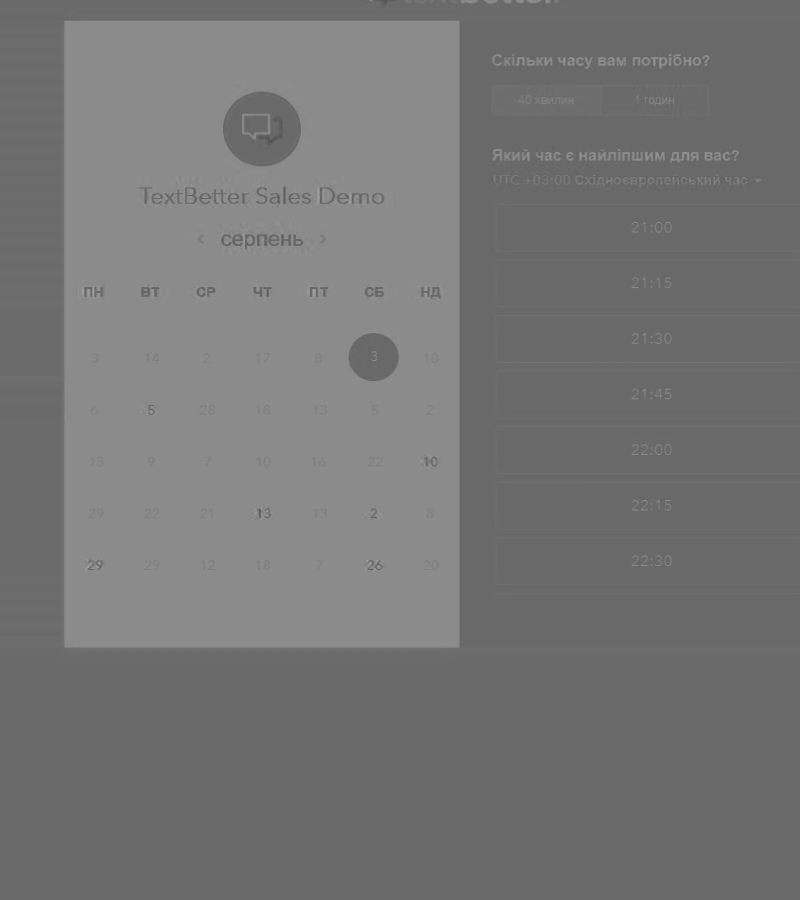 TextBetter Sales Demo
‹ серпень ›
ПН ВТ СР ЧТ ПТ СБ НД
3 14 2 17 8 3 10
6 5 28 18 13 5 2
13 9 7 10 16 22 10
29 22 21 13 13 2 8
29 29 12 18 7 26 20
Скільки часу вам потрібно?
40 хвилин 1 годин
Який час є найліпшим для вас?
UTC +03:00 Східноєвропейський час
21:00
21:15
21:30
21:45
22:00
22:15
22:30